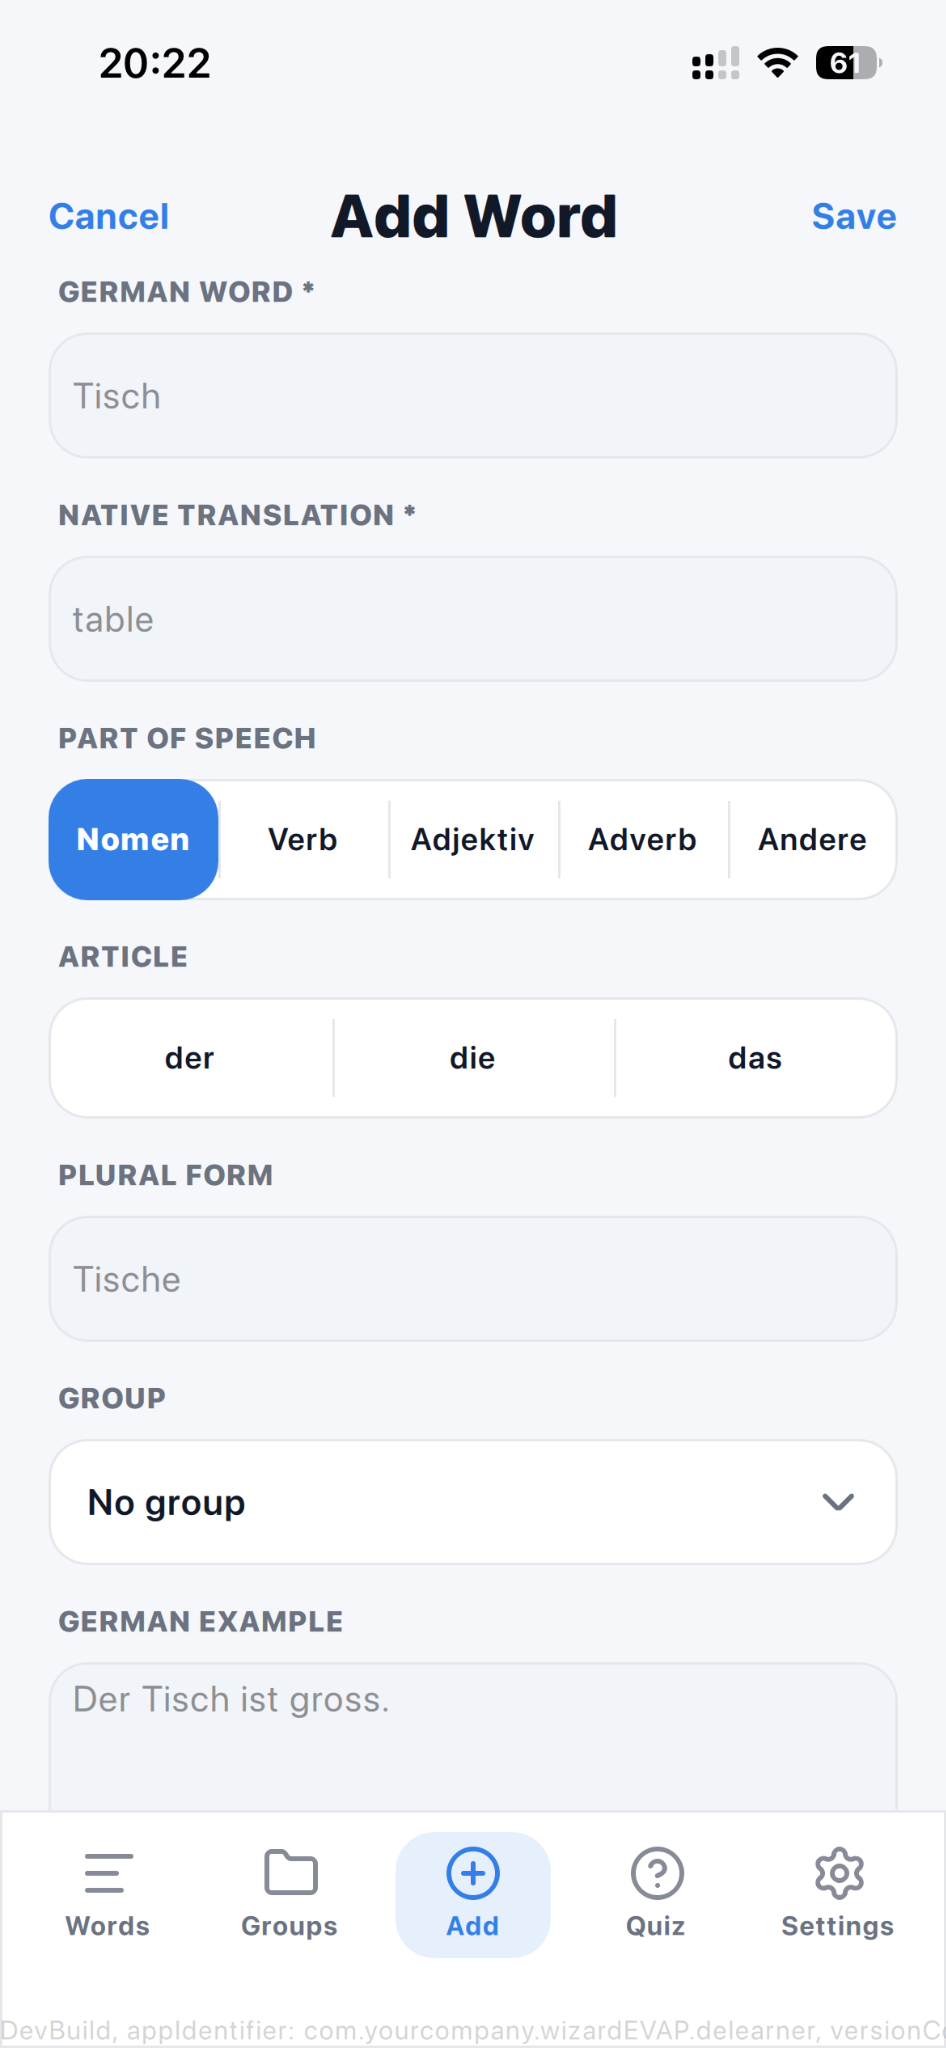 20:22
61
Cancel Add Word Save
GERMAN WORD *
Tisch
NATIVE TRANSLATION *
table
PART OF SPEECH
Nomen Verb Adjektiv Adverb Andere
ARTICLE
der die das
PLURAL FORM
Tische
GROUP
No group
GERMAN EXAMPLE
Der Tisch ist gross.
Words Groups Add Quiz Settings
DevBuild, appIdentifier: com.yourcompany.wizardEVAP.delearner, versionCo